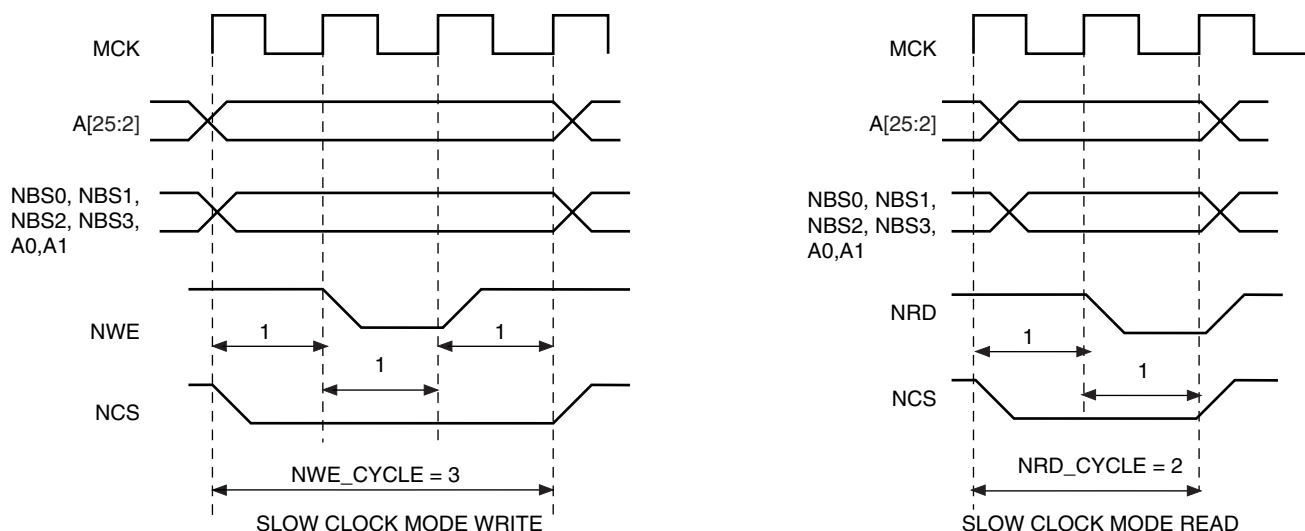 MCK
A[25:2]
NBS0, NBS1,
NBS2, NBS3,
A0,A1
NWE
1
1
1
NCS
NWE_CYCLE = 3
SLOW CLOCK MODE WRITE
MCK
A[25:2]
NBS0, NBS1,
NBS2, NBS3,
A0,A1
NRD
1
1
NCS
NRD_CYCLE = 2
SLOW CLOCK MODE READ